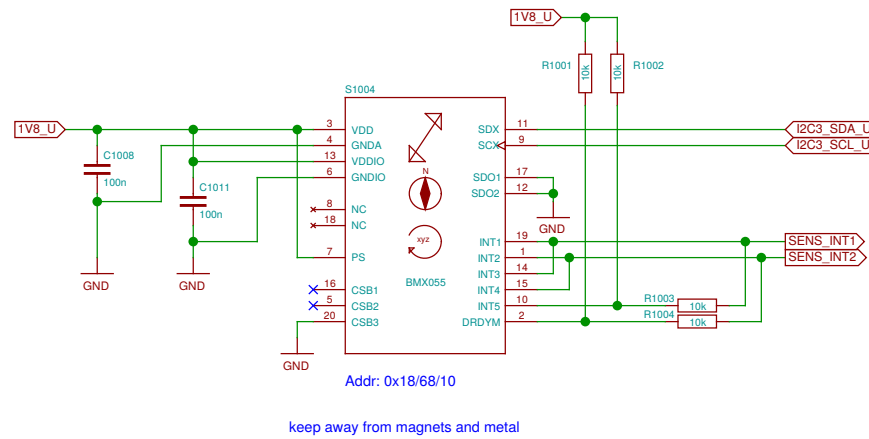 1V8_U
R1001
10k
10k
R1002
S1004
1V8_U
3
VDD
4
GNDA
13
VDDIO
6
GNDIO
8
NC
18
NC
7
PS
16
CSB1
5
CSB2
20
CSB3
C1008
100n
C1011
100n
GND
GND
GND
N
xyz
BMX055
SDX
11
I2C3_SDA_U
SCX
9
I2C3_SCL_U
SDO1
17
SDO2
12
GND
INT1
19
SENS_INT1
INT2
1
SENS_INT2
INT3
14
INT4
15
INT5
10
R1003
10k
DRDYM
2
R1004
10k
Addr: 0x18/68/10
keep away from magnets and metal